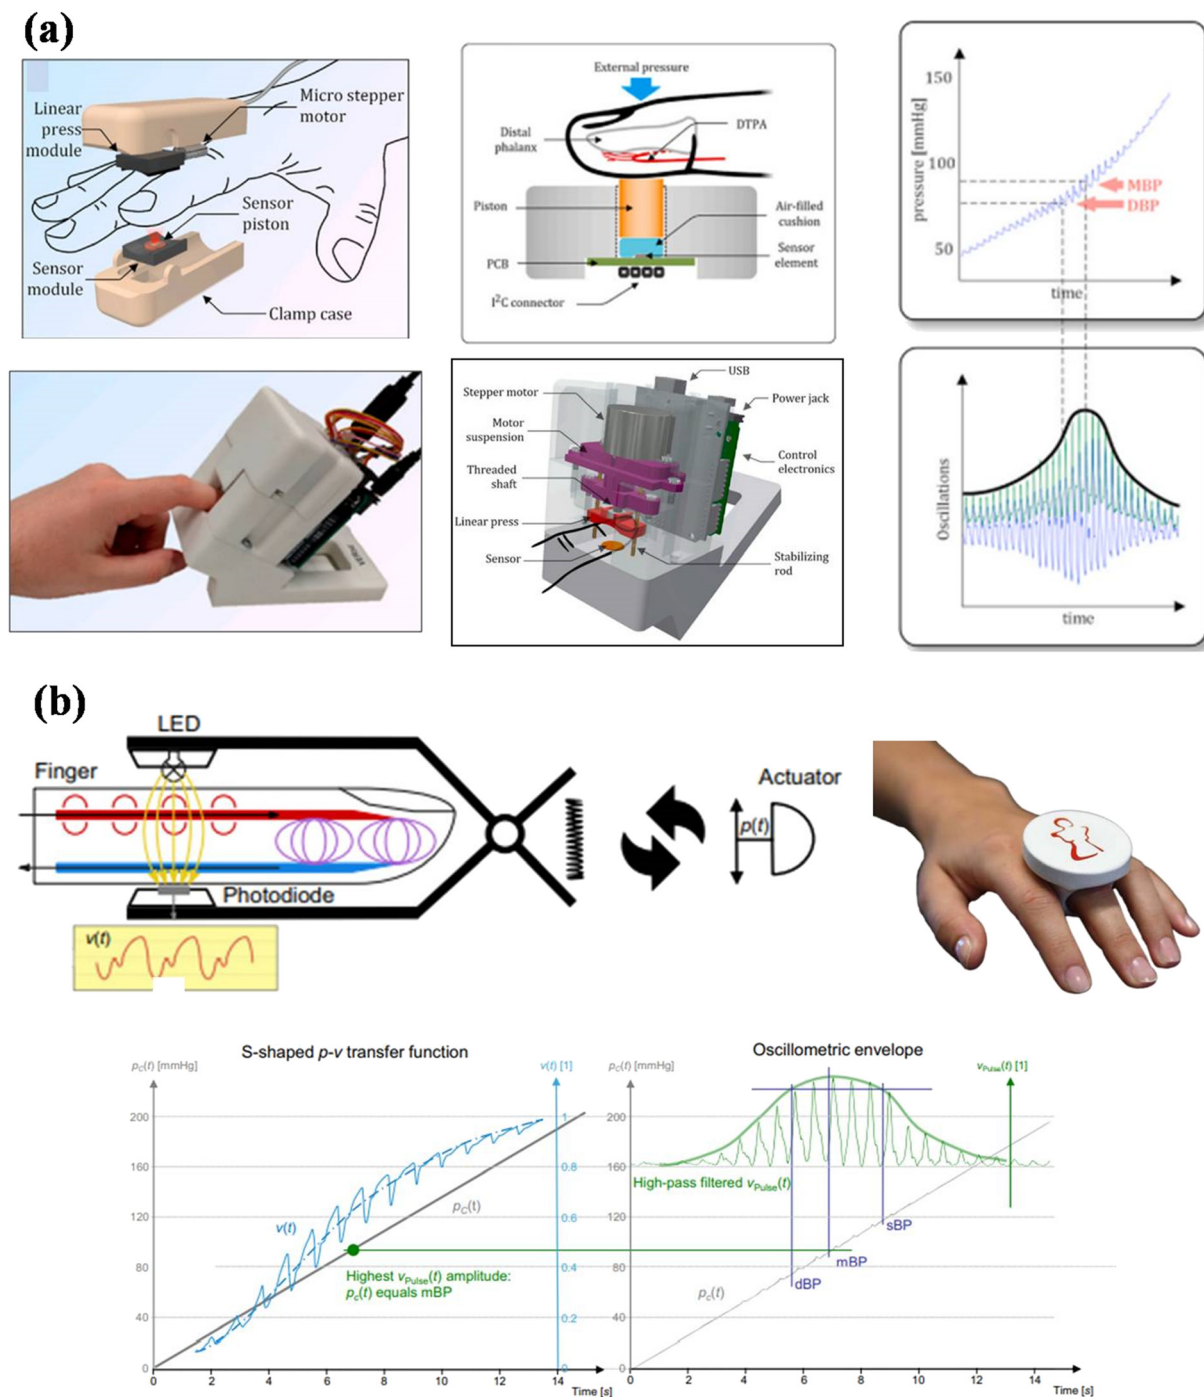 (a)
Linear
press
module
Micro stepper
motor
Sensor
piston
Sensor
module
Clamp case
External pressure
Distal
phalanx
DTPA
Piston
Air-filled
cushion
Sensor
element
PCB
I²C connector
pressure [mmHg]
150
100
50
MBP
DBP
time
Stepper motor
USB
Power jack
Motor
suspension
Control
electronics
Threaded
shaft
Linear press
Sensor
Stabilizing
rod
Oscillations
time
(b)
LED
Finger
Actuator
p(t)
Photodiode
v(t)
S-shaped p-v transfer function
pc(t) [mmHg]
v(t) [1]
200
160
120
80
40
0
1
0.8
0.6
0.4
0.2
0
v(t)
pc(t)
Highest vPulse(t) amplitude:
pc(t) equals mBP
0 2 4 6 8 10 12 14
Time [s]
Oscillometric envelope
pc(t) [mmHg]
vPulse(t) [1]
200
160
120
80
40
0
High-pass filtered vPulse(t)
sBP
mBP
dBP
pc(t)
0 2 4 6 8 10 12 14
Time [s]